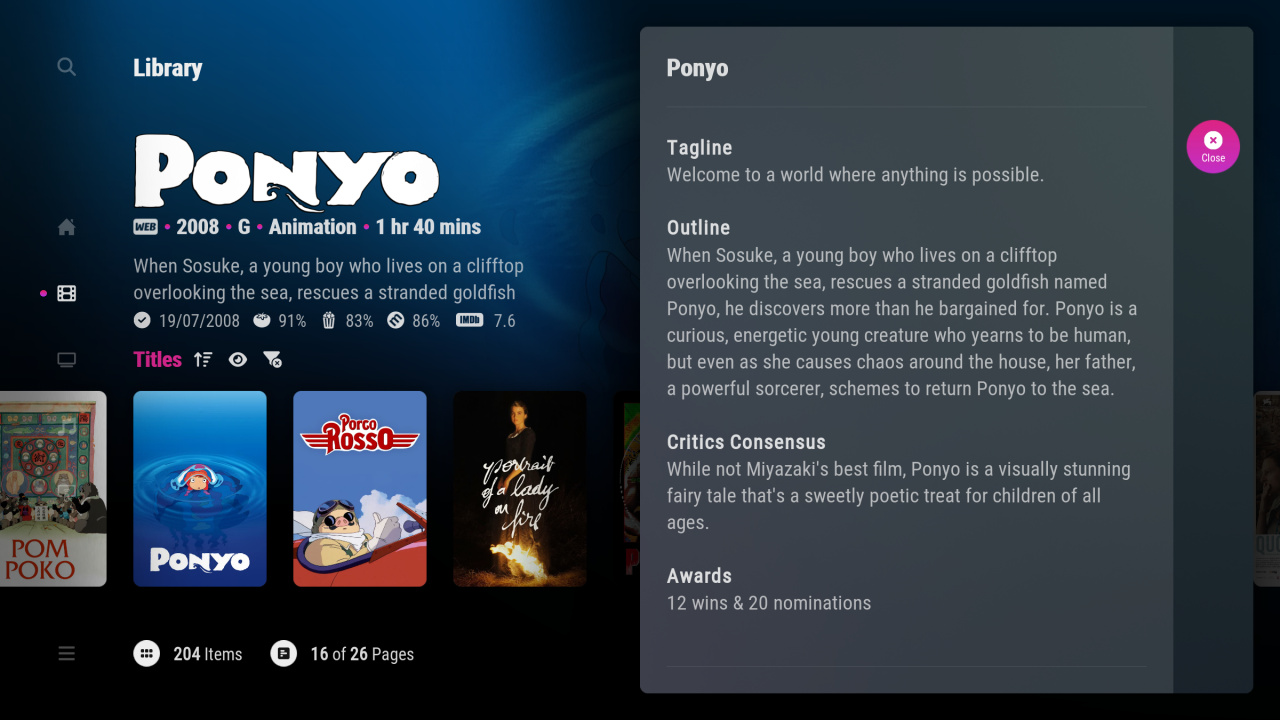 Library
PONYO
WEB • 2008 • G • Animation • 1 hr 40 mins
When Sosuke, a young boy who lives on a clifftop
overlooking the sea, rescues a stranded goldfish
19/07/2008 91% 83% 86% IMDb 7.6
Titles
POM
POKO
PONYO
Porco
Rosso
portrait
of a lady
on
fire
204 Items 16 of 26 Pages
Ponyo
Close
Tagline
Welcome to a world where anything is possible.
Outline
When Sosuke, a young boy who lives on a clifftop
overlooking the sea, rescues a stranded goldfish named
Ponyo, he discovers more than he bargained for. Ponyo is a
curious, energetic young creature who yearns to be human,
but even as she causes chaos around the house, her father,
a powerful sorcerer, schemes to return Ponyo to the sea.
Critics Consensus
While not Miyazaki's best film, Ponyo is a visually stunning
fairy tale that's a sweetly poetic treat for children of all
ages.
Awards
12 wins & 20 nominations